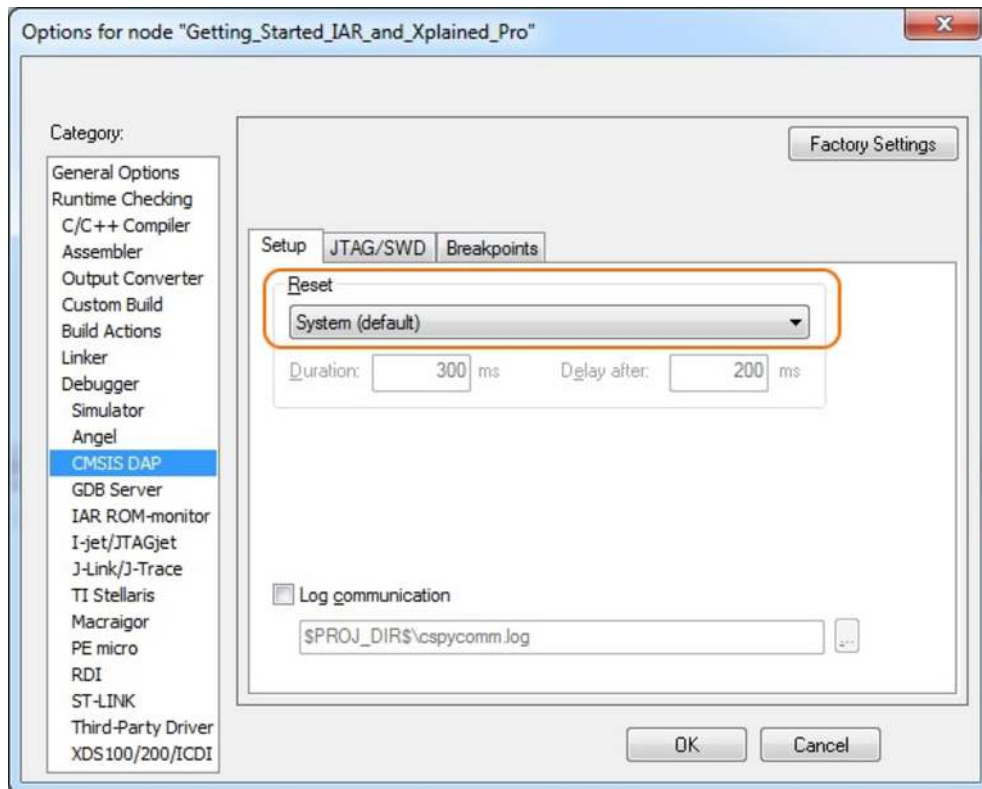 Options for node "Getting_Started_IAR_and_Xplained_Pro"
Category:
Factory Settings
General Options
Runtime Checking
C/C++ Compiler
Assembler
Output Converter
Custom Build
Build Actions
Linker
Debugger
Simulator
Angel
CMSIS DAP
GDB Server
IAR ROM-monitor
I-jet/JTAGjet
J-Link/J-Trace
TI Stellaris
Macraigor
PE micro
RDI
ST-LINK
Third-Party Driver
XDS100/200/ICDI
Setup JTAG/SWD Breakpoints
Reset
System (default)
Duration: 300 ms Delay after: 200 ms
Log communication
$PROJ_DIR$\cspycomm.log ...
OK Cancel